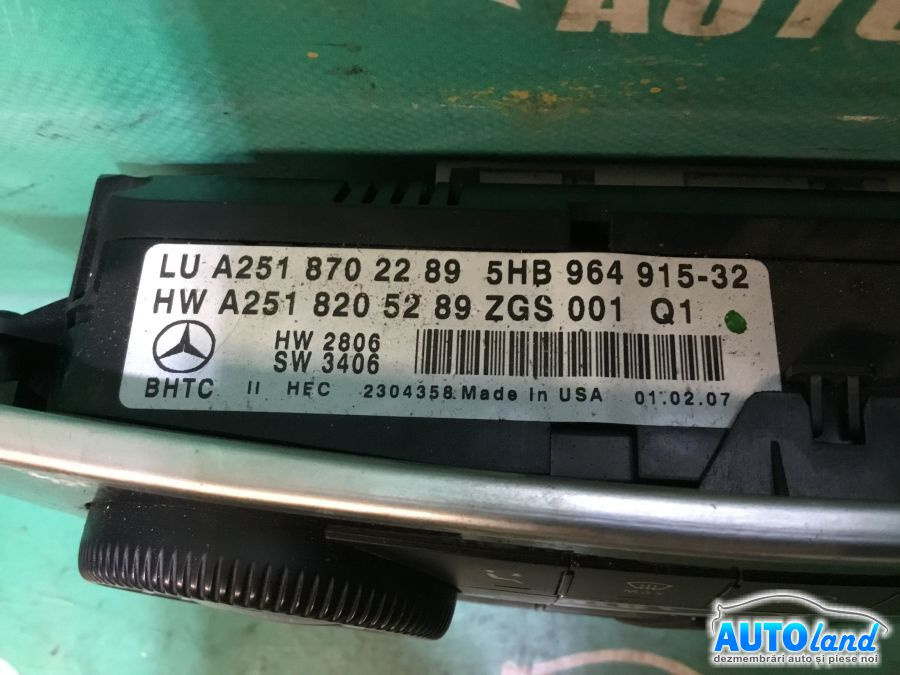 AUTO
LU A251 870 22 89 5HB 964 915-32
HW A251 820 52 89 ZGS 001 Q1
HW 2806
SW 3406
BHTC II HEC 2304358 Made in USA 01.02.07
AUTOland
dezmembrări auto și piese noi